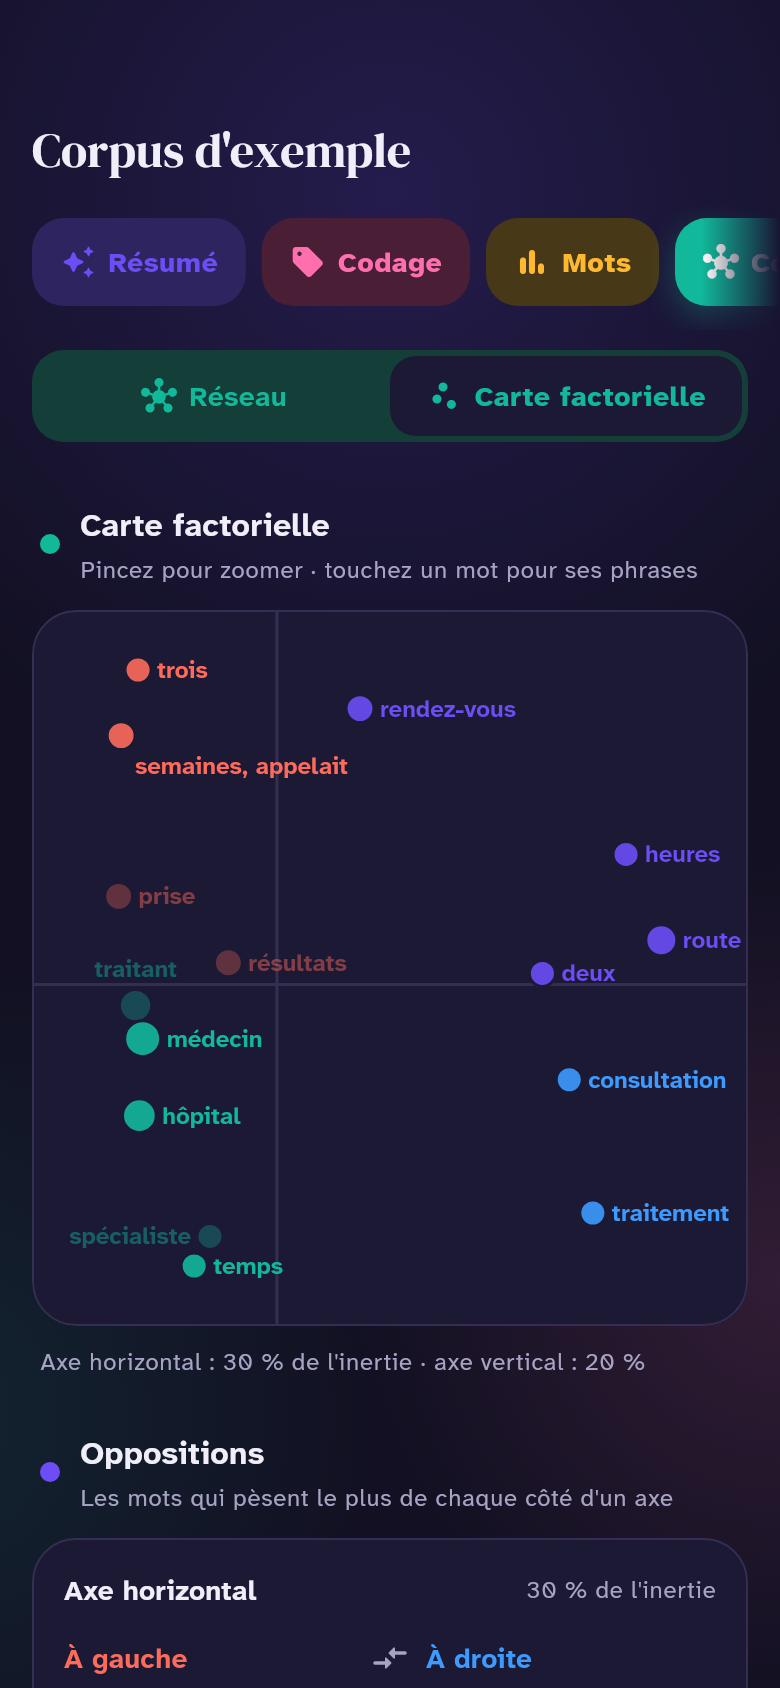 Corpus d'exemple
Résumé
Codage
Mots
Réseau
Carte factorielle
Carte factorielle
Pincez pour zoomer · touchez un mot pour ses phrases
trois
rendez-vous
semaines, appelait
heures
prise
route
résultats
traitant
deux
médecin
consultation
hôpital
traitement
spécialiste
temps
Axe horizontal : 30 % de l'inertie · axe vertical : 20 %
Oppositions
Les mots qui pèsent le plus de chaque côté d'un axe
Axe horizontal
30 % de l'inertie
À gauche
À droite